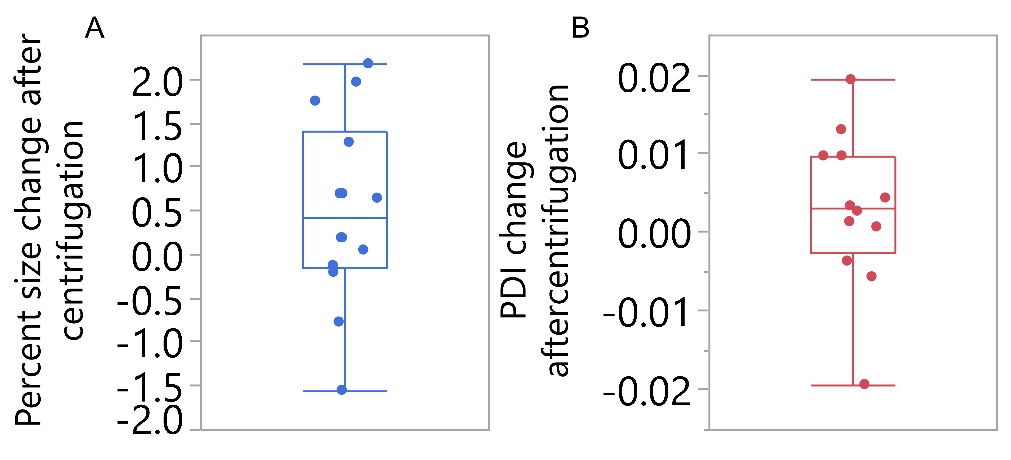 A
Percent size change after
centrifugation
2.0
1.5
1.0
0.5
0.0
-0.5
-1.0
-1.5
-2.0
B
PDI change
aftercentrifugation
0.02
0.01
0.00
-0.01
-0.02